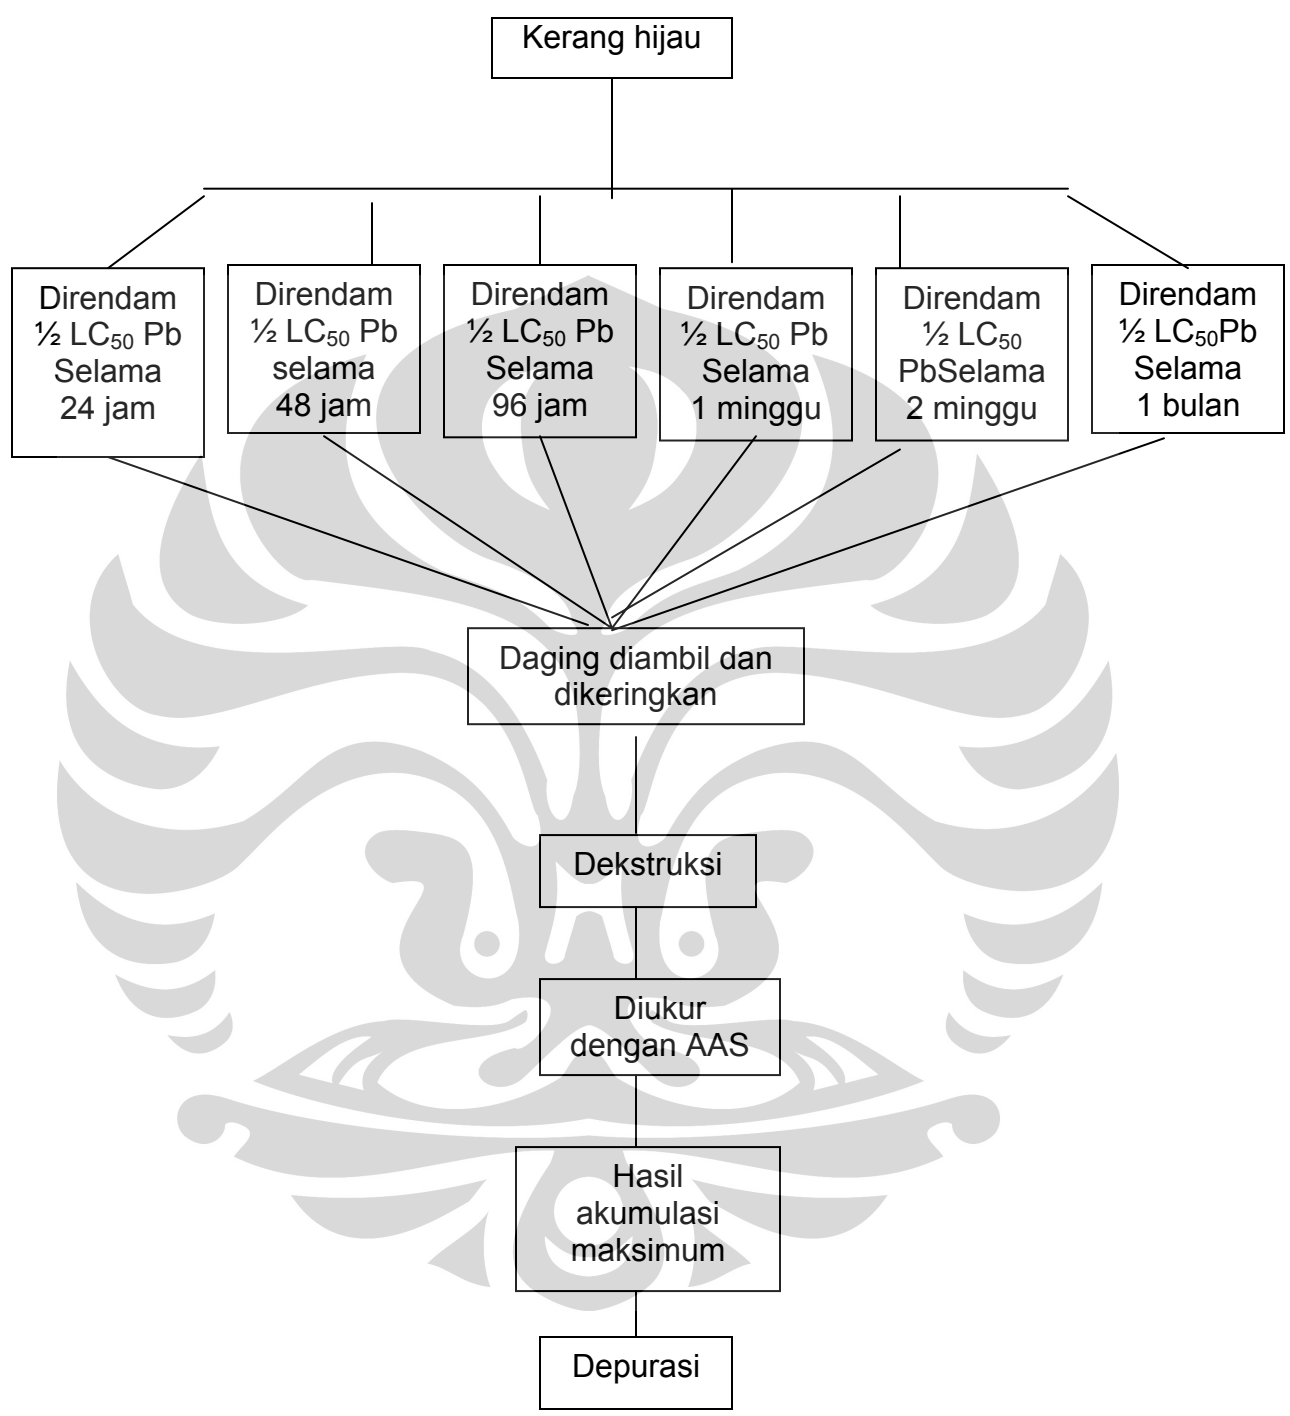 Kerang hijau
Direndam
½ LC₅₀ Pb
Selama
24 jam
Direndam
½ LC₅₀ Pb
selama
48 jam
Direndam
½ LC₅₀ Pb
Selama
96 jam
Direndam
½ LC₅₀ Pb
Selama
1 minggu
Direndam
½ LC₅₀
PbSelama
2 minggu
Direndam
½ LC₅₀Pb
Selama
1 bulan
Daging diambil dan
dikeringkan
Dekstruksi
Diukur
dengan AAS
Hasil
akumulasi
maksimum
Depurasi